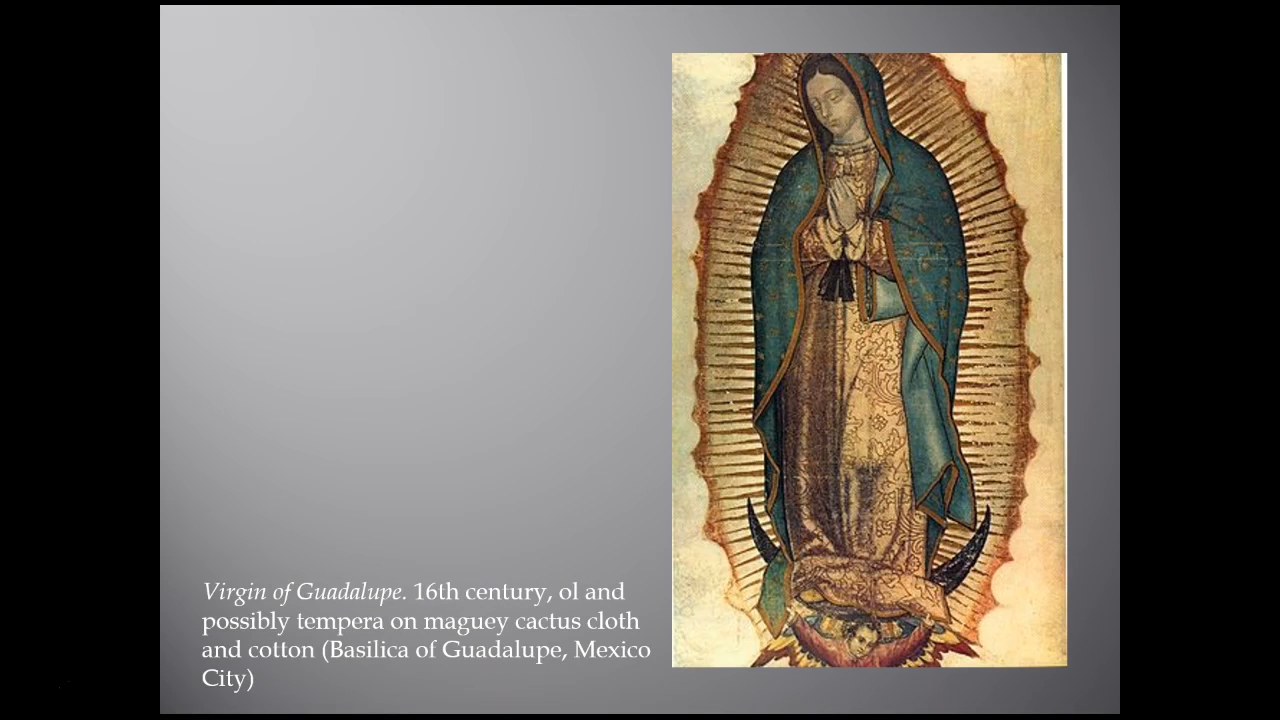 Virgin of Guadalupe. 16th century, ol and
possibly tempera on maguey cactus cloth
and cotton (Basilica of Guadalupe, Mexico
City)